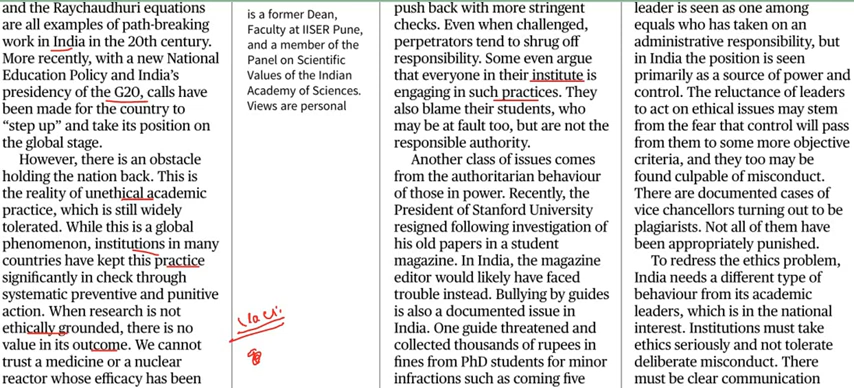 and the Raychaudhuri equations
are all examples of path-breaking
work in India in the 20th century.
More recently, with a new National
Education Policy and India's
presidency of the G20, calls have
been made for the country to
“step up” and take its position on
the global stage.
However, there is an obstacle
holding the nation back. This is
the reality of unethical academic
practice, which is still widely
tolerated. While this is a global
phenomenon, institutions in many
countries have kept this practice
significantly in check through
systematic preventive and punitive
action. When research is not
ethically grounded, there is no
value in its outcome. We cannot
trust a medicine or a nuclear
reactor whose efficacy has been
is a former Dean,
Faculty at IISER Pune,
and a member of the
Panel on Scientific
Values of the Indian
Academy of Sciences.
Views are personal
push back with more stringent
checks. Even when challenged,
perpetrators tend to shrug off
responsibility. Some even argue
that everyone in their institute is
engaging in such practices. They
also blame their students, who
may be at fault too, but are not the
responsible authority.
Another class of issues comes
from the authoritarian behaviour
of those in power. Recently, the
President of Stanford University
resigned following investigation of
his old papers in a student
magazine. In India, the magazine
editor would likely have faced
trouble instead. Bullying by guides
is also a documented issue in
India. One guide threatened and
collected thousands of rupees in
fines from PhD students for minor
infractions such as coming five
leader is seen as one among
equals who has taken on an
administrative responsibility, but
in India the position is seen
primarily as a source of power and
control. The reluctance of leaders
to act on ethical issues may stem
from the fear that control will pass
from them to some more objective
criteria, and they too may be
found culpable of misconduct.
There are documented cases of
vice chancellors turning out to be
plagiarists. Not all of them have
been appropriately punished.
To redress the ethics problem,
India needs a different type of
behaviour from its academic
leaders, which is in the national
interest. Institutions must take
ethics seriously and not tolerate
deliberate misconduct. There
must be clear communication